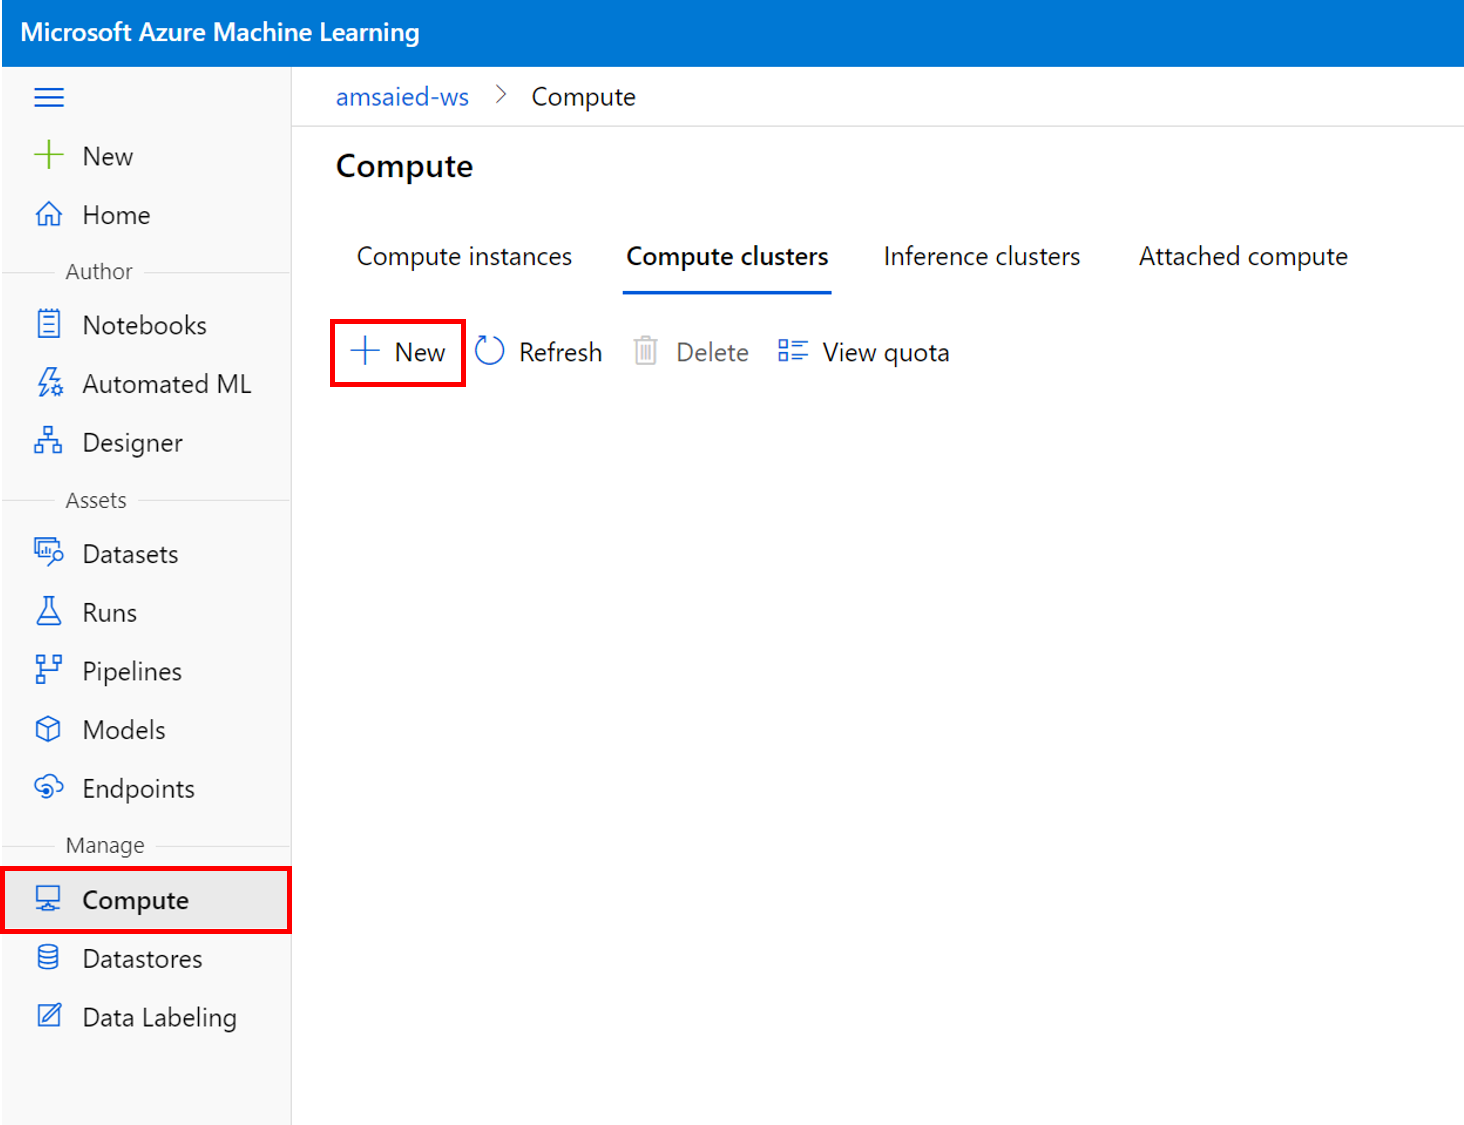 Microsoft Azure Machine Learning
New
Home
Author
Notebooks
Automated ML
Designer
Assets
Datasets
Runs
Pipelines
Models
Endpoints
Manage
Compute
Datastores
Data Labeling
amsaied-ws > Compute
Compute
Compute instances Compute clusters Inference clusters Attached compute
New Refresh Delete View quota